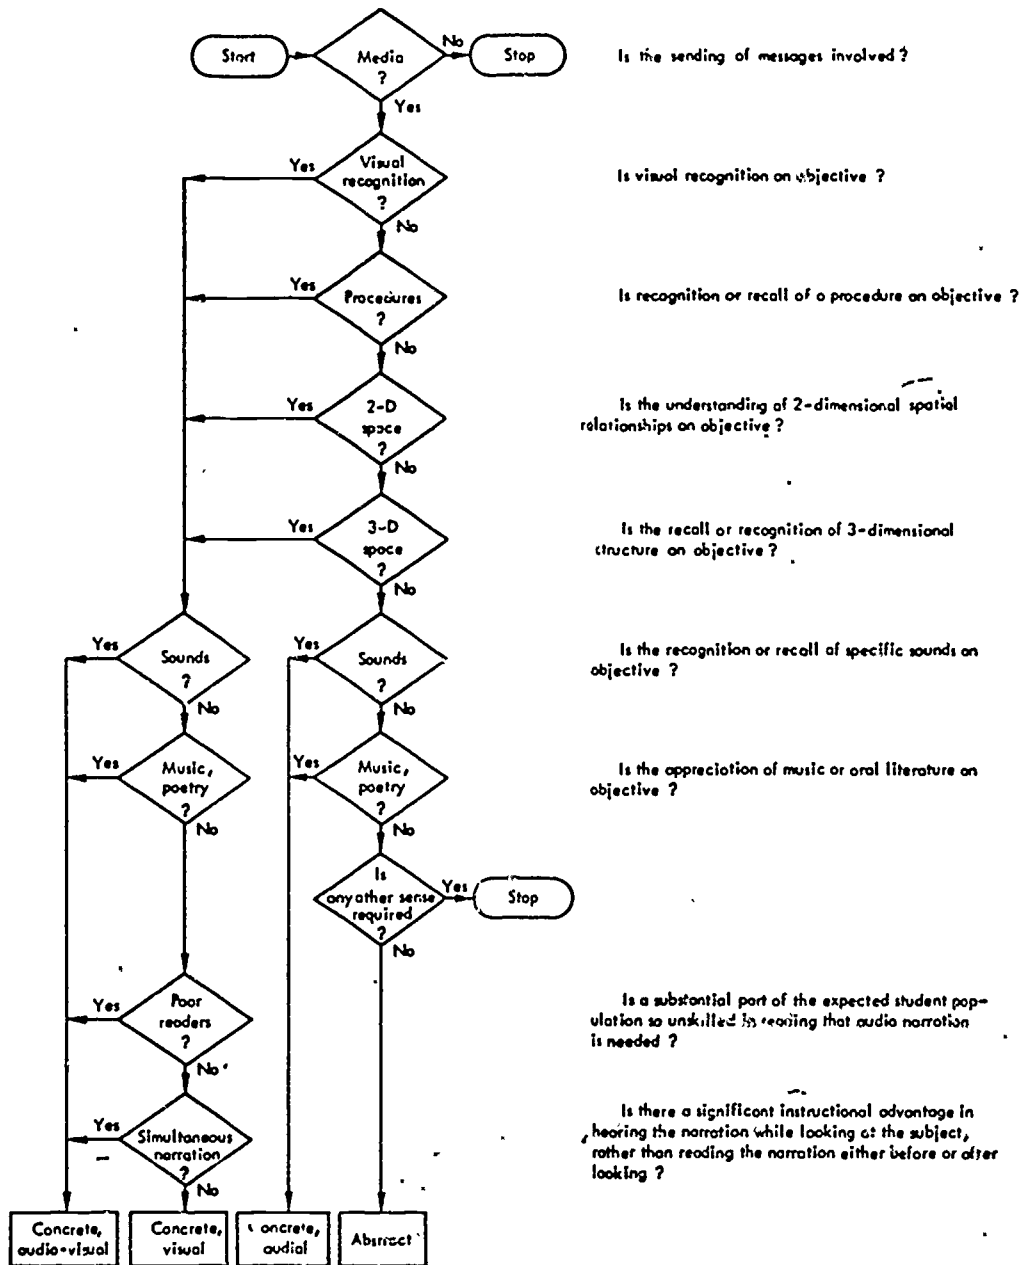 Start
Media
?
No
Stop
Is the sending of messages involved ?
Yes
Yes
Visual
recognition
?
Is visual recognition an objective ?
No
Yes
Procedures
?
Is recognition or recall of a procedure an objective ?
No
Yes
2-D
space
?
Is the understanding of 2-dimensional spatial
relationships an objective ?
No
Yes
3-D
space
?
Is the recall or recognition of 3-dimensional
structure an objective ?
No
Yes
Sounds
?
No
Yes
Sounds
?
No
Is the recognition or recall of specific sounds an
objective ?
Yes
Music,
poetry
?
No
Yes
Music,
poetry
?
No
Is the appreciation of music or oral literature an
objective ?
Is
any other sense
required
?
Yes
Stop
No
Yes
Poor
readers
?
No
Is a substantial part of the expected student pop-
ulation so unskilled in reading that audio narration
is needed ?
Yes
Simultaneous
narration
?
No
Is there a significant instructional advantage in
hearing the narration while looking at the subject,
rather than reading the narration either before or after
looking ?
Concrete,
audio-visual
Concrete,
visual
Concrete,
audial
Abstract